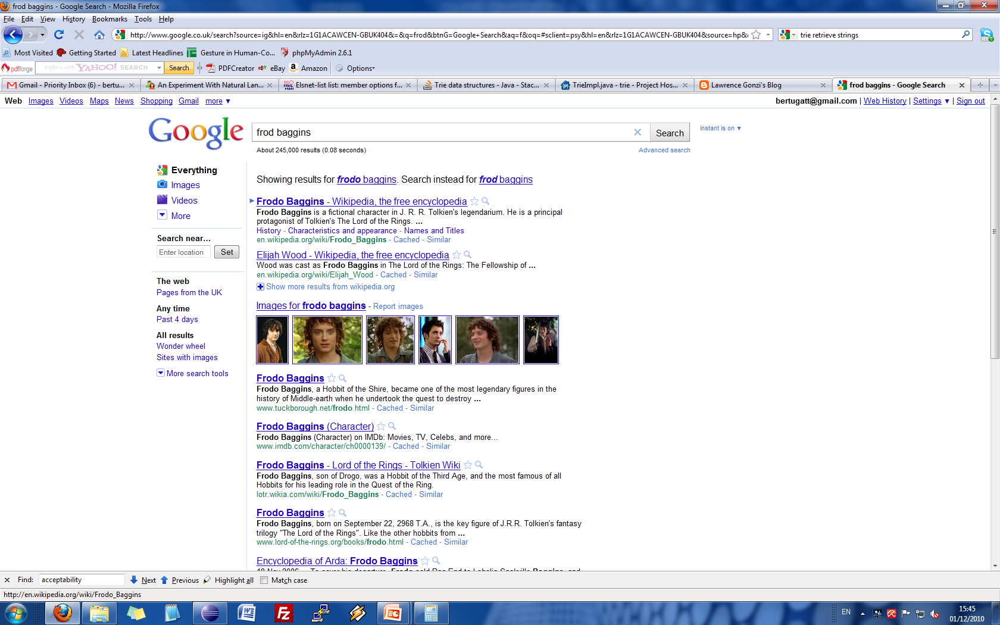 frod baggins - Google Search - Mozilla Firefox
File Edit View History Bookmarks Tools Help
http://www.google.co.uk/search?source=ig&hl=en&rlz=1G1ACAWCEN-GBUK404&=&q=frod&btnG=Google+Search&aq=f&oq=#sclient=psy&hl=en&rlz=1G1ACAWCEN-GBUK404&source=hp& trie retrieve strings
Most Visited Getting Started Latest Headlines Gesture in Human-Co... phpMyAdmin 2.6.1
pdfforge explore with YAHOO! SEARCH Search PDFCreator eBay Amazon Options
Gmail - Priority Inbox (6) - bertu... An Experiment With Natural Lan... Elsnet-list list: member options f... Trie data structures - Java - Stac... TrieImpl.java - trie - Project Hos... Lawrence Gonzi's Blog frod baggins - Google Search
Web Images Videos Maps News Shopping Gmail more ▼ bertugatt@gmail.com | Web History | Settings ▼ | Sign out
Google frod baggins Search Instant is on ▼
About 245,000 results (0.08 seconds) Advanced search
Everything
Images
Videos
More
Search near...
Enter location Set
The web
Pages from the UK
Any time
Past 4 days
All results
Wonder wheel
Sites with images
More search tools
Showing results for frodo baggins. Search instead for frod baggins
Frodo Baggins - Wikipedia, the free encyclopedia
Frodo Baggins is a fictional character in J. R. R. Tolkien's legendarium. He is a principal
protagonist of Tolkien's The Lord of the Rings. ...
History - Characteristics and appearance - Names and Titles
en.wikipedia.org/wiki/Frodo_Baggins - Cached - Similar
Elijah Wood - Wikipedia, the free encyclopedia
Wood was cast as Frodo Baggins in The Lord of the Rings: The Fellowship of ...
en.wikipedia.org/wiki/Elijah_Wood - Cached - Similar
Show more results from wikipedia.org
Images for frodo baggins - Report images
Frodo Baggins
Frodo Baggins, a Hobbit of the Shire, became one of the most legendary figures in the
history of Middle-earth when he undertook the quest to destroy ...
www.tuckborough.net/frodo.html - Cached - Similar
Frodo Baggins (Character)
Frodo Baggins (Character) on IMDb: Movies, TV, Celebs, and more...
www.imdb.com/character/ch0000139/ - Cached - Similar
Frodo Baggins - Lord of the Rings - Tolkien Wiki
Frodo Baggins, son of Drogo, was a Hobbit of the Third Age, and the most famous of all
Hobbits for his leading role in the Quest of the Ring.
lotr.wikia.com/wiki/Frodo_Baggins - Cached - Similar
Frodo Baggins
Frodo Baggins, born on September 22, 2968 T.A., is the key figure of J.R.R. Tolkien's fantasy
trilogy "The Lord of the Rings". Like the other hobbits from ...
www.lord-of-the-rings.org/books/frodo.html - Cached - Similar
Encyclopedia of Arda: Frodo Baggins
Find: acceptability Next Previous Highlight all Match case
http://en.wikipedia.org/wiki/Frodo_Baggins
EN 15:45
01/12/2010